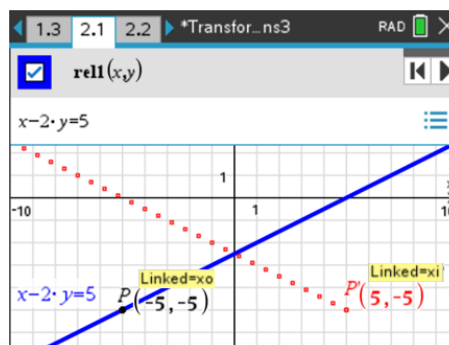 1.3 2.1 2.2 *Transfor...ns3 RAD
rel1(x,y)
x−2·y=5
1
-10 1 10
Linked=xo Linked=xi
x−2·y=5 P(-5,-5) P'(5,-5)